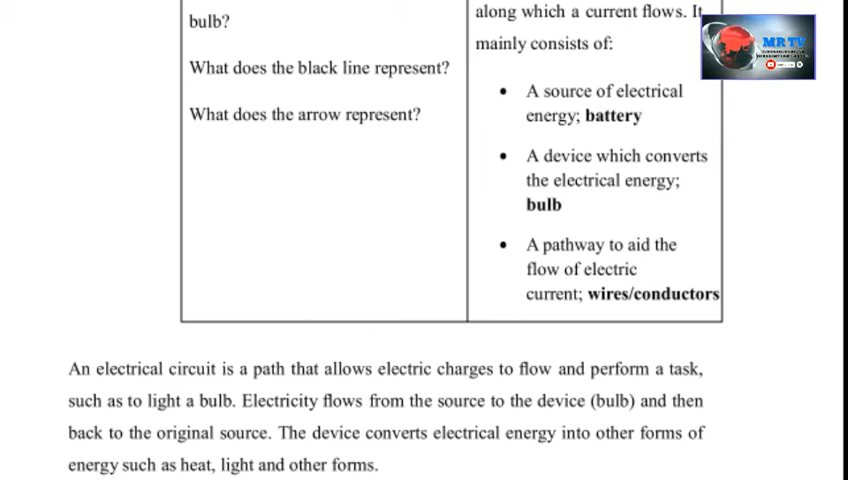 bulb?
What does the black line represent?
What does the arrow represent?
along which a current flows. It
mainly consists of:
• A source of electrical
energy; battery
• A device which converts
the electrical energy;
bulb
• A pathway to aid the
flow of electric
current; wires/conductors
MR TV
An electrical circuit is a path that allows electric charges to flow and perform a task,
such as to light a bulb. Electricity flows from the source to the device (bulb) and then
back to the original source. The device converts electrical energy into other forms of
energy such as heat, light and other forms.